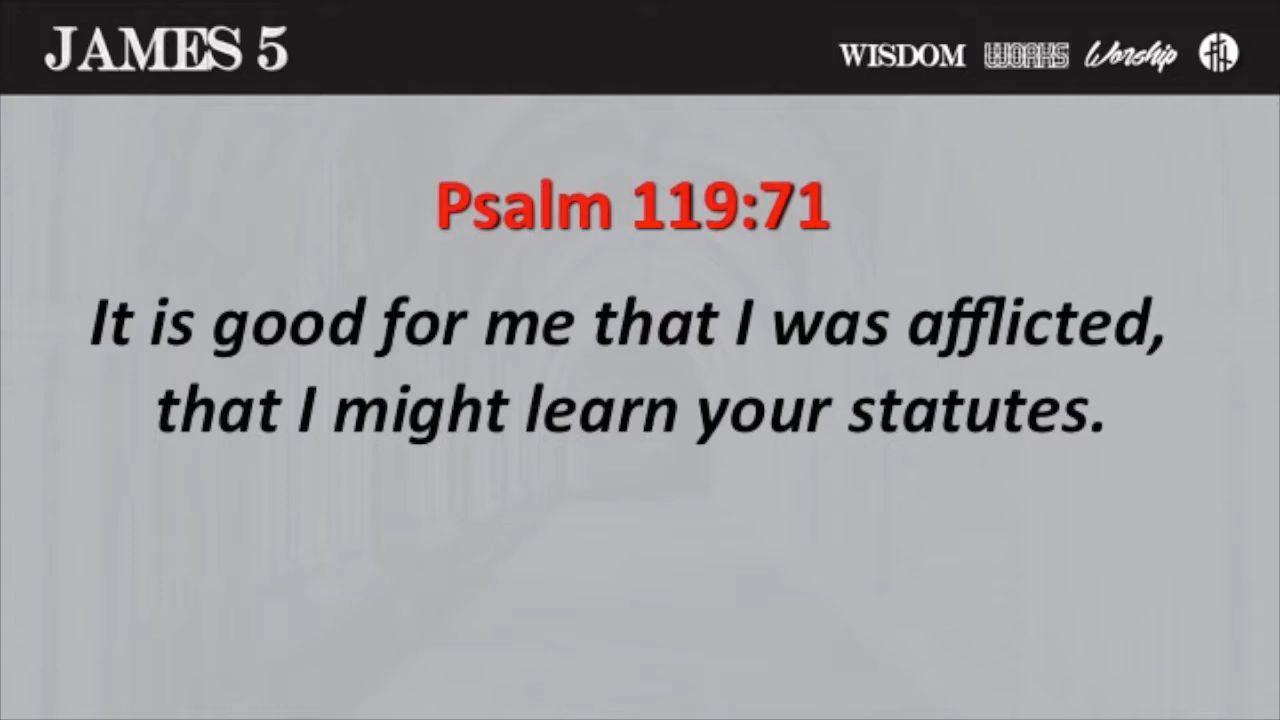 JAMES 5
WISDOM WORKS Worship
Psalm 119:71
It is good for me that I was afflicted,
that I might learn your statutes.